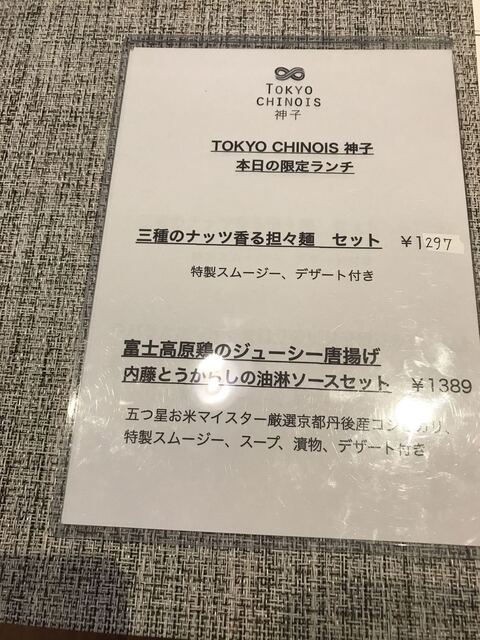 TOKYO
CHINOIS
神子
TOKYO CHINOIS 神子
本日の限定ランチ
三種のナッツ香る担々麺　セット　￥1297
特製スムージー、デザート付き
富士高原鶏のジューシー唐揚げ
内藤とうがらしの油淋ソースセット　￥1389
五つ星お米マイスター厳選京都丹後産コシヒカリ、
特製スムージー、スープ、漬物、デザート付き